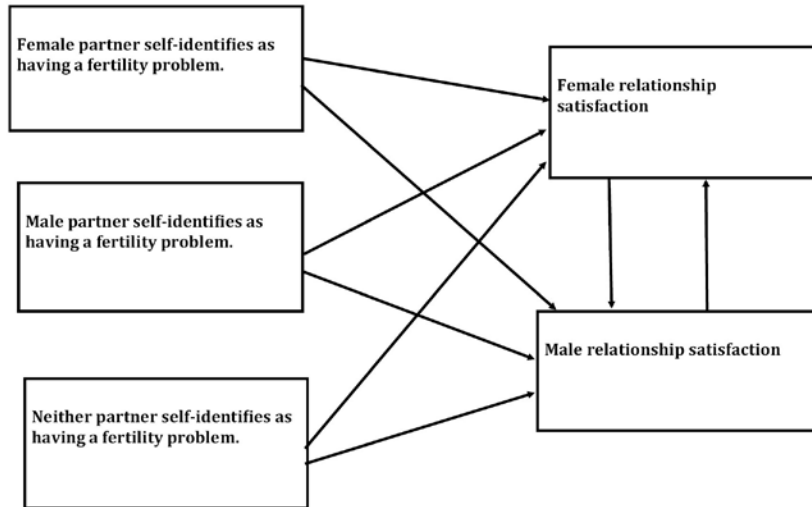 Female partner self-identifies as
having a fertility problem.
Female relationship
satisfaction
Male partner self-identifies as
having a fertility problem.
Male relationship satisfaction
Neither partner self-identifies as
having a fertility problem.